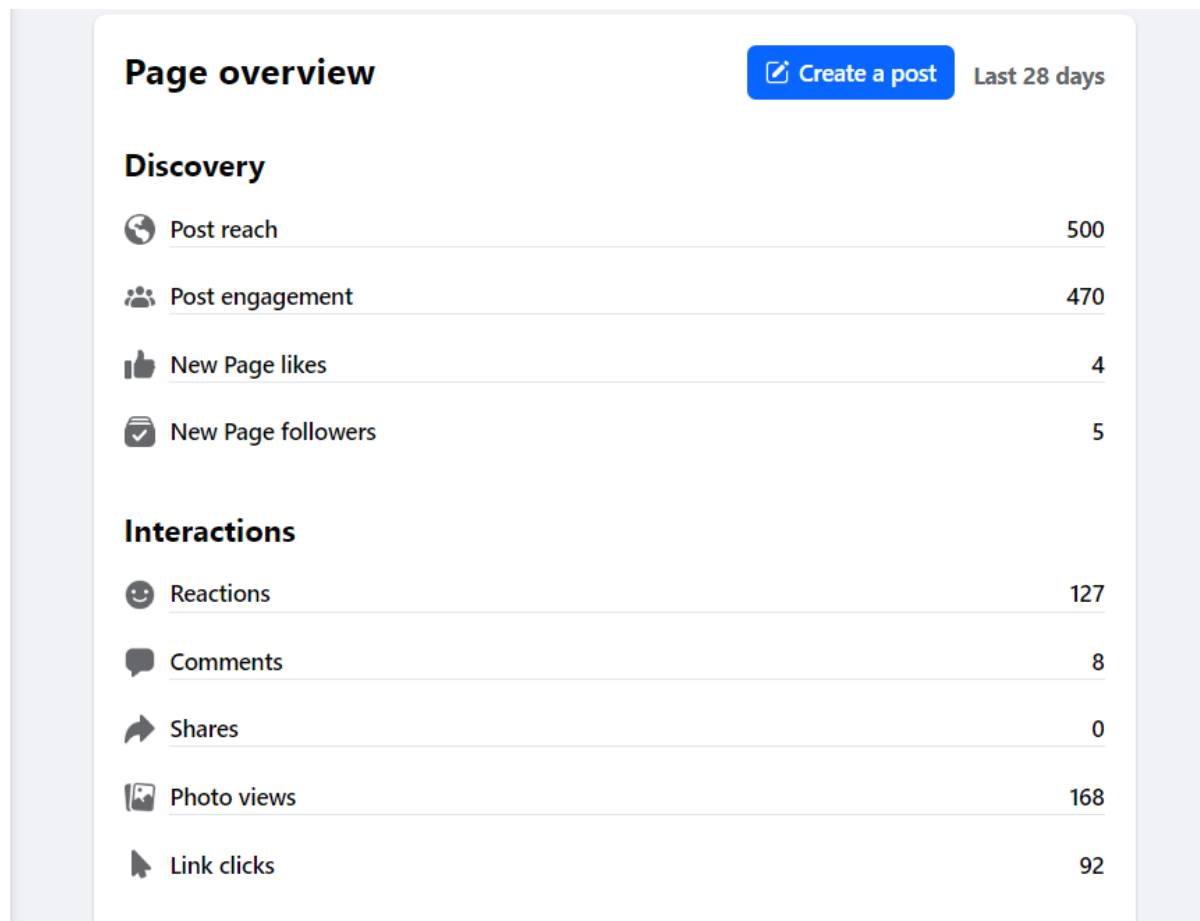 Page overview
Create a post
Last 28 days
Discovery
Post reach 500
Post engagement 470
New Page likes 4
New Page followers 5
Interactions
Reactions 127
Comments 8
Shares 0
Photo views 168
Link clicks 92